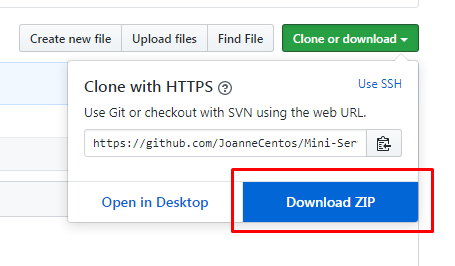 Create new file Upload files Find File Clone or download
Clone with HTTPS ? Use SSH
Use Git or checkout with SVN using the web URL.
https://github.com/JoanneCentos/Mini-Ser
Open in Desktop Download ZIP